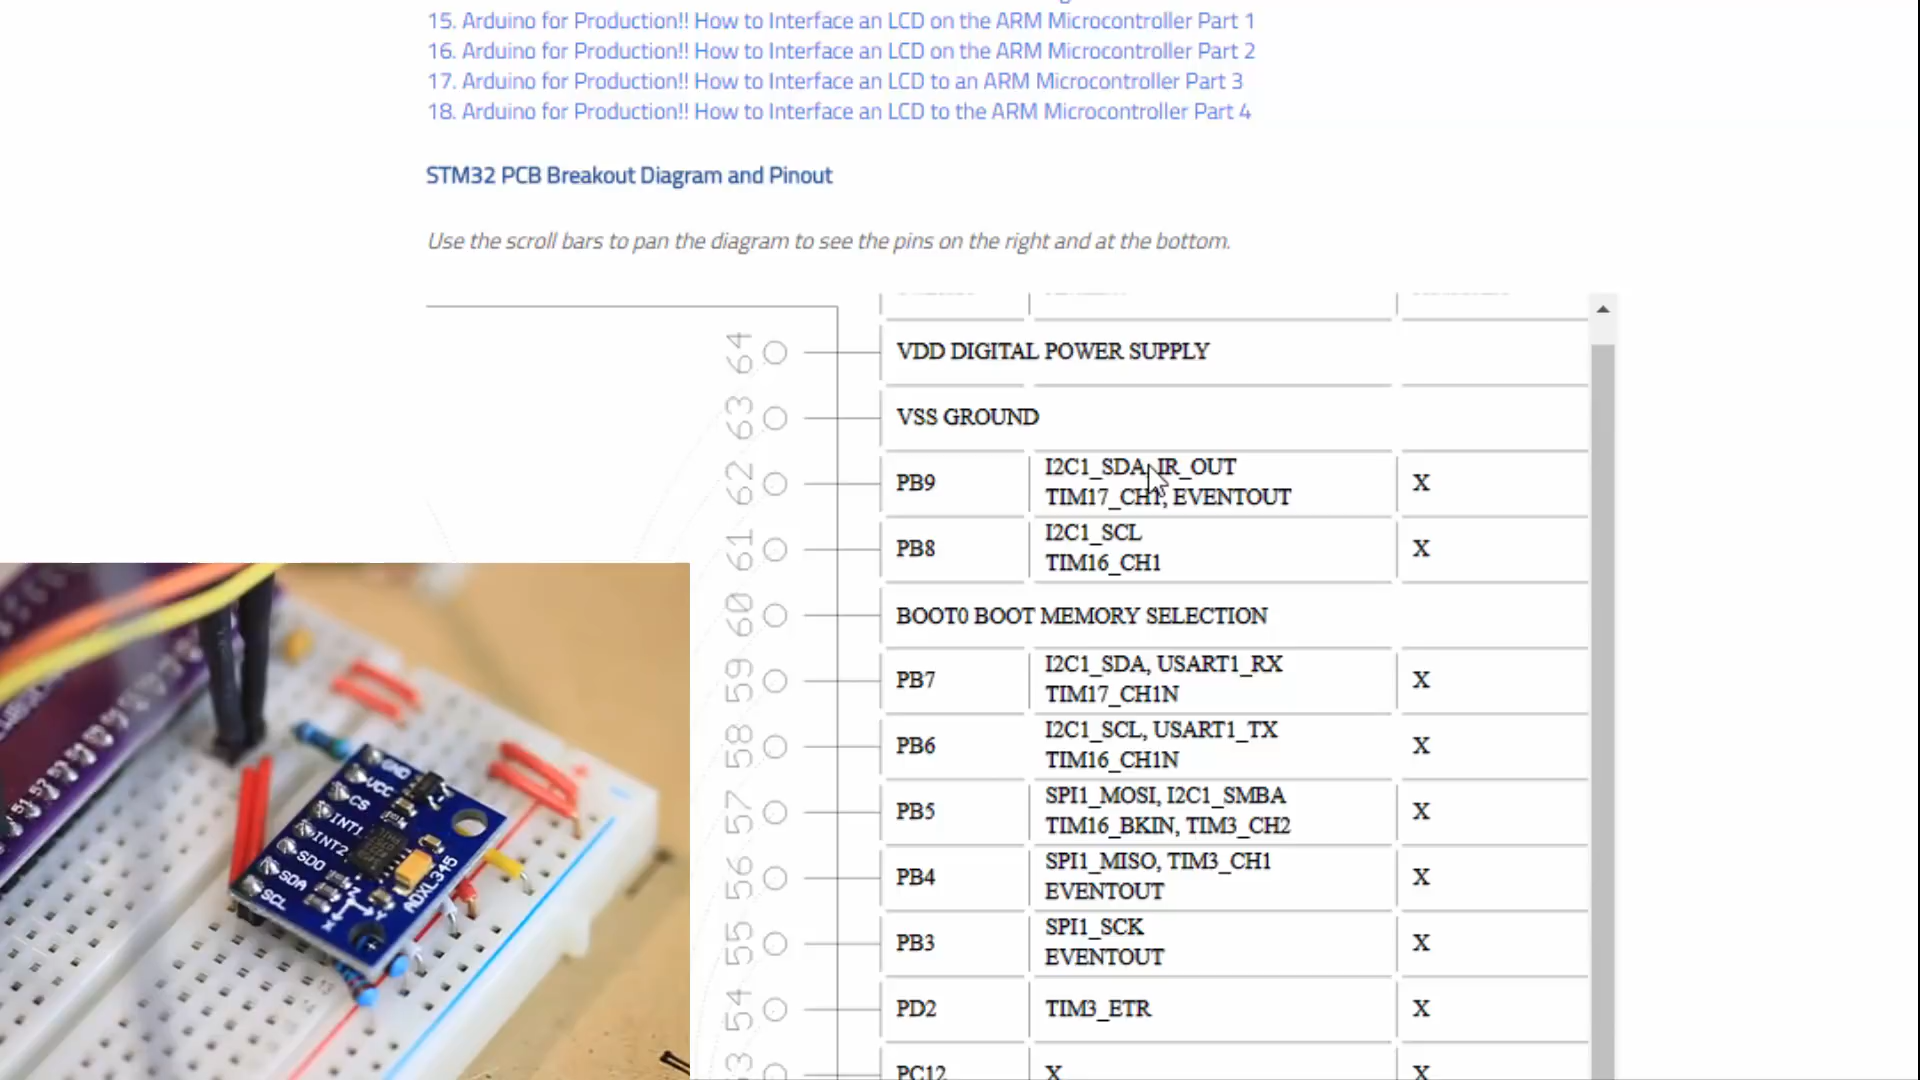 15. Arduino for Production!! How to Interface an LCD on the ARM Microcontroller Part 1
16. Arduino for Production!! How to Interface an LCD on the ARM Microcontroller Part 2
17. Arduino for Production!! How to Interface an LCD to an ARM Microcontroller Part 3
18. Arduino for Production!! How to Interface an LCD to the ARM Microcontroller Part 4
STM32 PCB Breakout Diagram and Pinout
Use the scroll bars to pan the diagram to see the pins on the right and at the bottom.
64 VDD DIGITAL POWER SUPPLY
63 VSS GROUND
62 PB9 I2C1_SDA, IR_OUT X
TIM17_CH1, EVENTOUT
61 PB8 I2C1_SCL X
TIM16_CH1
60 BOOT0 BOOT MEMORY SELECTION
59 PB7 I2C1_SDA, USART1_RX X
TIM17_CH1N
58 PB6 I2C1_SCL, USART1_TX X
TIM16_CH1N
57 PB5 SPI1_MOSI, I2C1_SMBA X
TIM16_BKIN, TIM3_CH2
56 PB4 SPI1_MISO, TIM3_CH1 X
EVENTOUT
55 PB3 SPI1_SCK X
EVENTOUT
54 PD2 TIM3_ETR X
PC12 X X
GND
VCC
CS
INT1
INT2
SDO
SDA
SCL
ADXL345
Z
X
Y
51 52